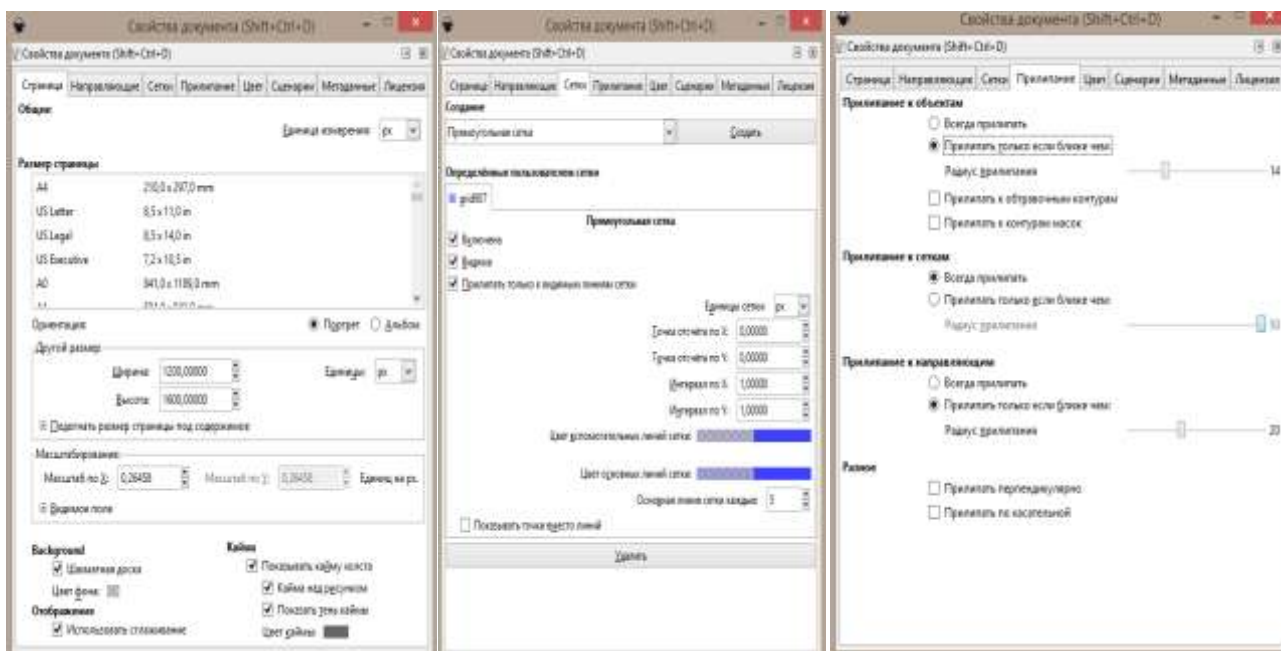 Свойства документа (Shift+Ctrl+D)
Свойства документа (Shift+Ctrl+D)
Страница Направляющие Сетки Прилипание Цвет Сценарии Метаданные Лицензия
Общие
Единица измерения: px
Размер страницы
A4 210,0 x 297,0 mm
US Letter 8,5 x 11,0 in
US Legal 8,5 x 14,0 in
US Executive 7,2 x 10,5 in
A0 841,0 x 1189,0 mm
Ориентация: Портрет Альбом
Другой размер:
Ширина: 1200,00000 Единицы: px
Высота: 1600,00000
Подогнать размер страницы под содержимое
Масштабирование
Масштаб по X: 0,26458 Масштаб по Y: 0,26458 Единиц на px.
Видимое поле
Background
Шахматная доска
Цвет фона:
Отображение
Использовать сглаживание
Кайма
Показывать кайму холста
Кайма над рисунком
Показать тень каймы
Цвет каймы:
Свойства документа (Shift+Ctrl+D)
Свойства документа (Shift+Ctrl+D)
Страница Направляющие Сетки Прилипание Цвет Сценарии Метаданные Лицензия
Создание
Прямоугольная сетка Создать
Определённые пользователем сетки
grid807
Прямоугольная сетка
Включена
Видима
Прилипать только к видимым линиям сетки
Единицы сетки: px
Точка отсчёта по X: 0,00000
Точка отсчёта по Y: 0,00000
Интервал по X: 1,00000
Интервал по Y: 1,00000
Цвет вспомогательных линий сетки:
Цвет основных линий сетки:
Основная линия сетки каждые: 5
Показывать точки вместо линий
Удалить
Свойства документа (Shift+Ctrl+D)
Свойства документа (Shift+Ctrl+D)
Страница Направляющие Сетки Прилипание Цвет Сценарии Метаданные Лицензия
Прилипание к объектам
Всегда прилипать
Прилипать только если ближе чем:
Радиус прилипания 14
Прилипать к обтравочным контурам
Прилипать к контурам масок
Прилипание к сеткам
Всегда прилипать
Прилипать только если ближе чем:
Радиус прилипания
Прилипание к направляющим
Всегда прилипать
Прилипать только если ближе чем:
Радиус прилипания 20
Разное
Прилипать перпендикулярно
Прилипать по касательной